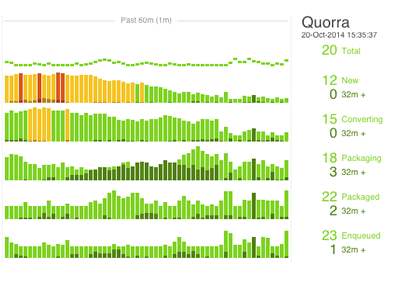 Past 60m (1m)
Quorra
20-Oct-2014 15:35:37
20 Total
12 New
0 32m +
15 Converting
0 32m +
18 Packaging
3 32m +
22 Packaged
2 32m +
23 Enqueued
1 32m +